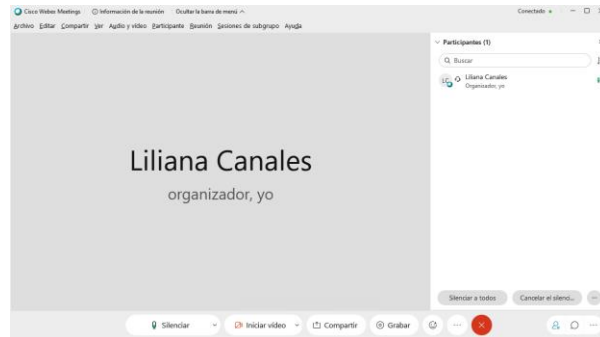 Cisco Webex Meetings Información de la reunión Ocultar la barra de menú Conectado
Archivo Editar Compartir Ver Audio y vídeo Participante Reunión Sesiones de subgrupo Ayuda
Participantes (1)
Buscar
LC Liliana Canales
Organizador, yo
Liliana Canales
organizador, yo
Silenciar a todos Cancelar el silenci...
Silenciar Iniciar vídeo Compartir Grabar